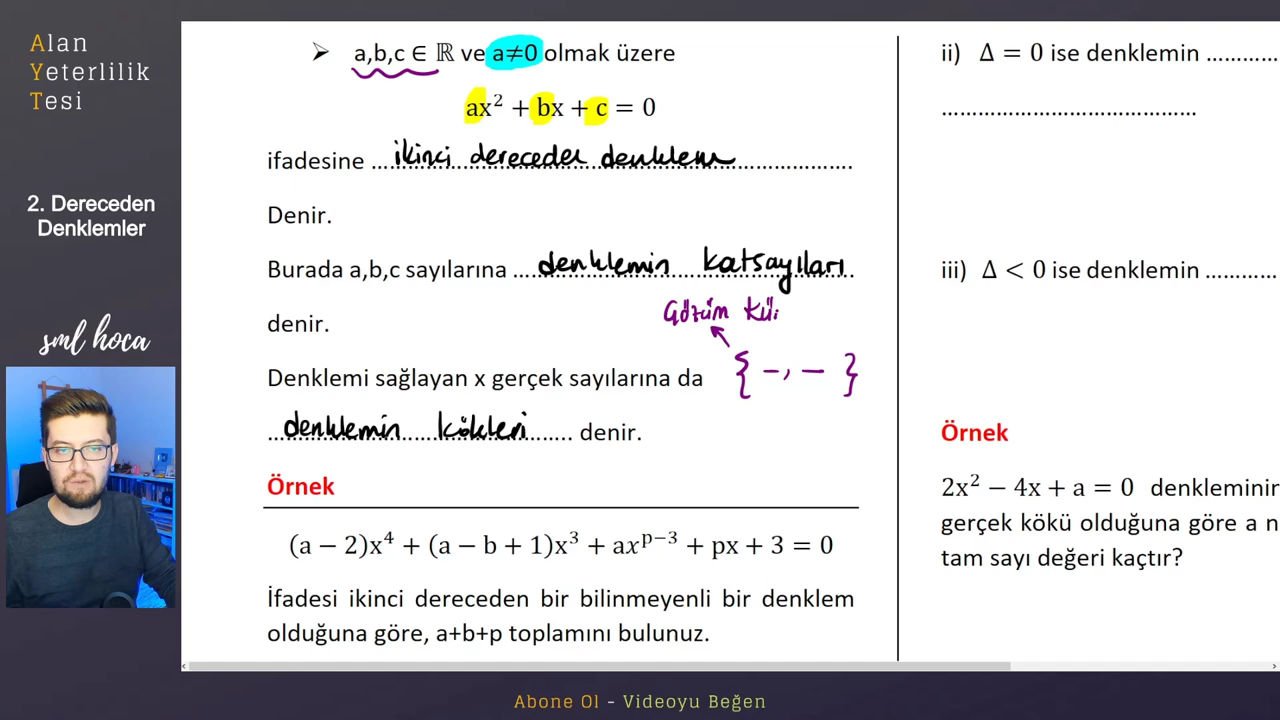 Alan
Yeterlilik
Tesi
2. Dereceden
Denklemler
sml hoca
➢ a,b,c ∈ ℝ ve a≠0 olmak üzere
ax² + bx + c = 0
ifadesine ... ikinci dereceden denklem ...
Denir.
Burada a,b,c sayılarına ... denklemin katsayıları ...
denir.
Çözüm Kü
Denklemi sağlayan x gerçek sayılarına da { –, – }
... denklemin kökleri ... denir.
Örnek
(a − 2)x⁴ + (a − b + 1)x³ + axᵖ⁻³ + px + 3 = 0
İfadesi ikinci dereceden bir bilinmeyenli bir denklem
olduğuna göre, a+b+p toplamını bulunuz.
ii) Δ = 0 ise denklemin ...............
..........................................
iii) Δ < 0 ise denklemin ...............
Örnek
2x² − 4x + a = 0 denkleminin
gerçek kökü olduğuna göre a n
tam sayı değeri kaçtır?
Abone Ol - Videoyu Beğen